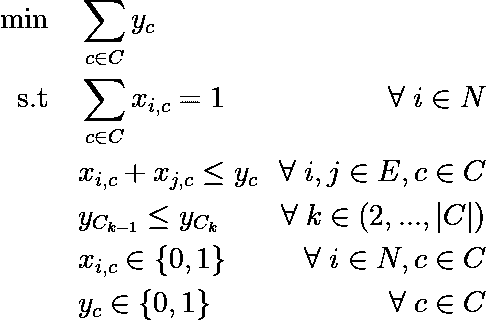 min ∑_{c∈C} y_c
s.t ∑_{c∈C} x_{i,c} = 1 ∀ i ∈ N
x_{i,c} + x_{j,c} ≤ y_c ∀ i, j ∈ E, c ∈ C
y_{C_{k−1}} ≤ y_{C_k} ∀ k ∈ (2, ..., |C|)
x_{i,c} ∈ {0, 1} ∀ i ∈ N, c ∈ C
y_c ∈ {0, 1} ∀ c ∈ C